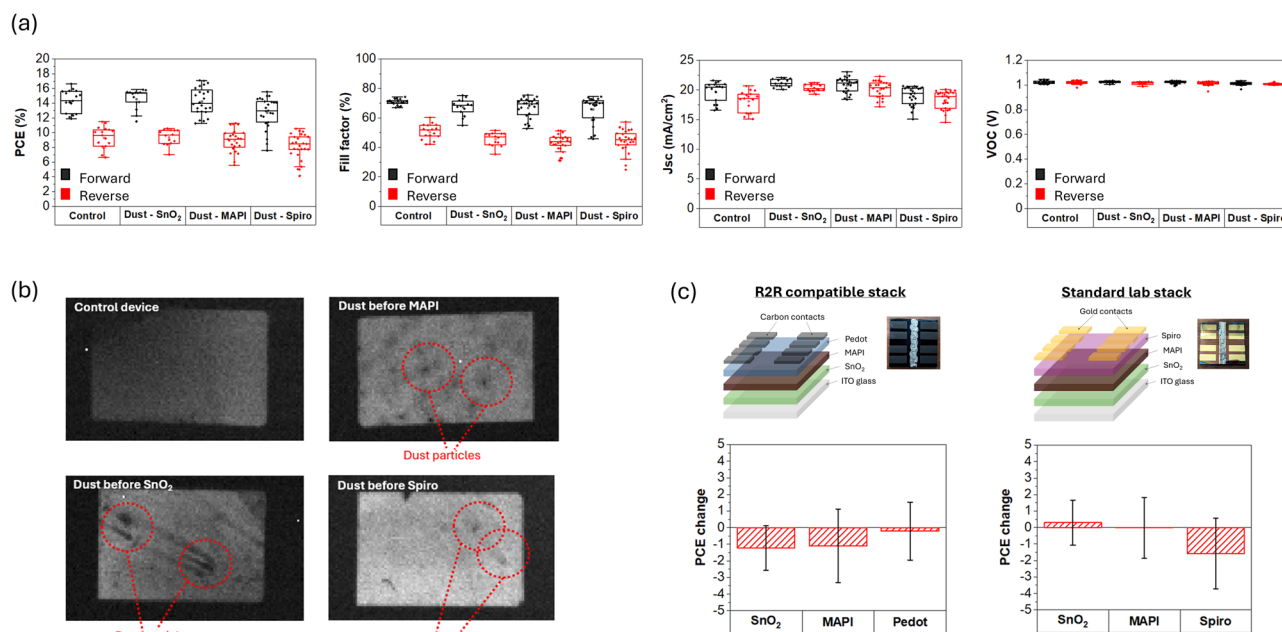 (a)
20
18
16
14
12
10
8
6
4
2
0
PCE (%)
Forward
Reverse
Control
Dust - SnO₂
Dust - MAPI
Dust - Spiro
100
80
60
40
20
0
Fill factor (%)
Forward
Reverse
Control
Dust - SnO₂
Dust - MAPI
Dust - Spiro
25
20
15
10
5
0
Jsc (mA/cm²)
Forward
Reverse
Control
Dust - SnO₂
Dust - MAPI
Dust - Spiro
1.2
1
0.8
0.6
0.4
0.2
0
VOC (V)
Forward
Reverse
Control
Dust - SnO₂
Dust - MAPI
Dust - Spiro
(b)
Control device
Dust before MAPI
Dust particles
Dust before SnO₂
Dust before Spiro
(c)
R2R compatible stack
Carbon contacts
Pedot
MAPI
SnO₂
ITO glass
Standard lab stack
Gold contacts
Spiro
MAPI
SnO₂
ITO glass
5
4
3
2
1
0
-1
-2
-3
-4
-5
PCE change
SnO₂
MAPI
Pedot
5
4
3
2
1
0
-1
-2
-3
-4
-5
PCE change
SnO₂
MAPI
Spiro